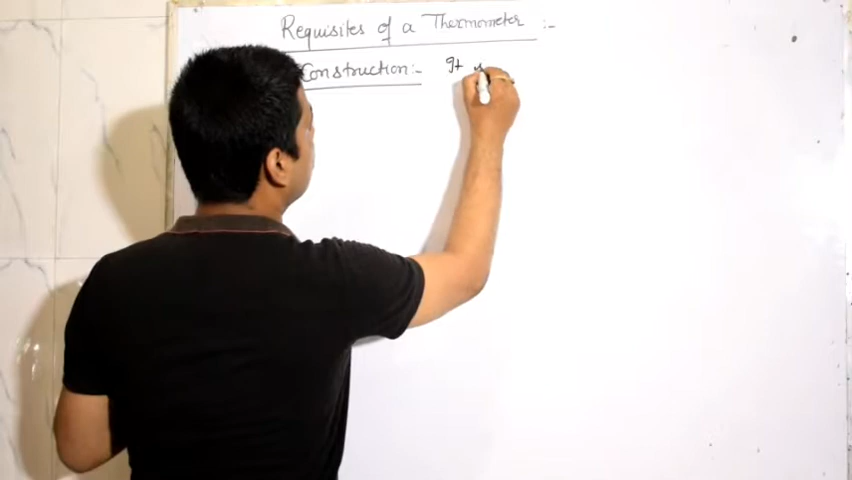 Requisites of a Thermometer :-
Construction:- It